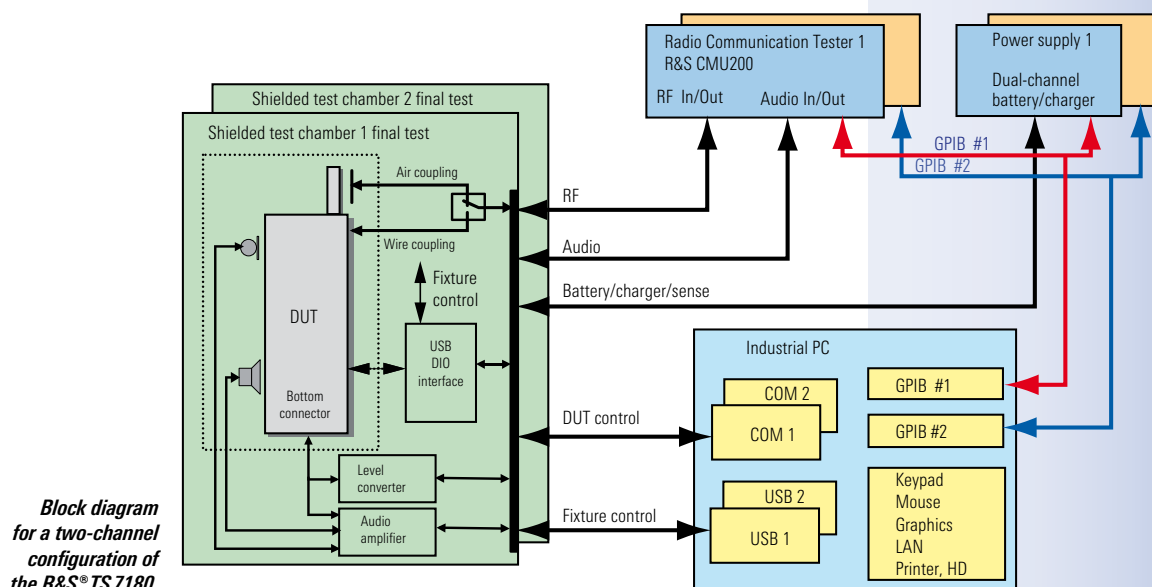 Shielded test chamber 2 final test
Shielded test chamber 1 final test
Air coupling
Wire coupling
Fixture
control
DUT
USB
DIO
interface
Bottom
connector
Level
converter
Audio
amplifier
Radio Communication Tester 1
R&S CMU200
RF In/Out
Audio In/Out
Power supply 1
Dual-channel
battery/charger
GPIB #1
GPIB #2
RF
Audio
Battery/charger/sense
DUT control
Fixture control
Industrial PC
COM 2
COM 1
USB 2
USB 1
GPIB #1
GPIB #2
Keypad
Mouse
Graphics
LAN
Printer, HD
Block diagram
for a two-channel
configuration of
the R&S® TS 7180.